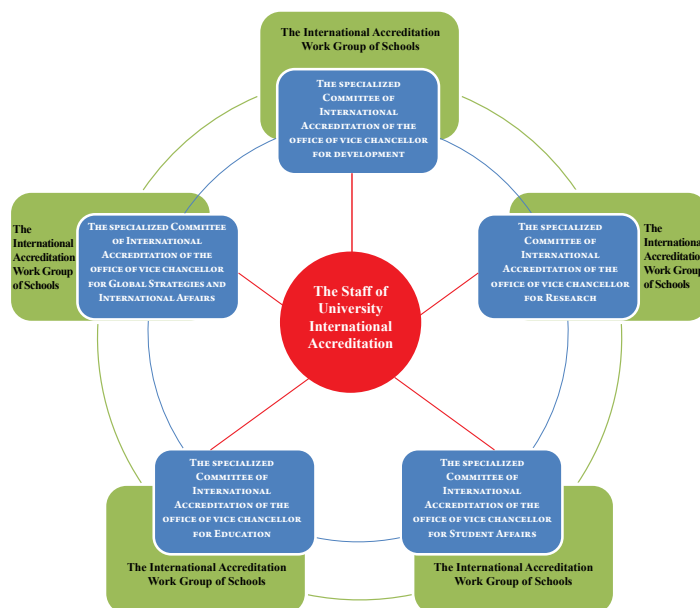 The International Accreditation
Work Group of Schools
The specialized
Committee of
International
Accreditation of the
office of vice chancellor
for development
The
International
Accreditation
Work Group
of Schools
The specialized Committee
of International
Accreditation of the
office of vice chancellor
for Global Strategies and
International Affairs
The specialized
Committee of
International
Accreditation of the
office of vice chancellor
for Research
The
International
Accreditation
Work Group
of Schools
The Staff of
University
International
Accreditation
The specialized
Committee of
International
Accreditation of the
office of vice chancellor
for Education
The International Accreditation
Work Group of Schools
The specialized
Committee of
International
Accreditation of the
office of vice chancellor
for Student Affairs
The International Accreditation
Work Group of Schools